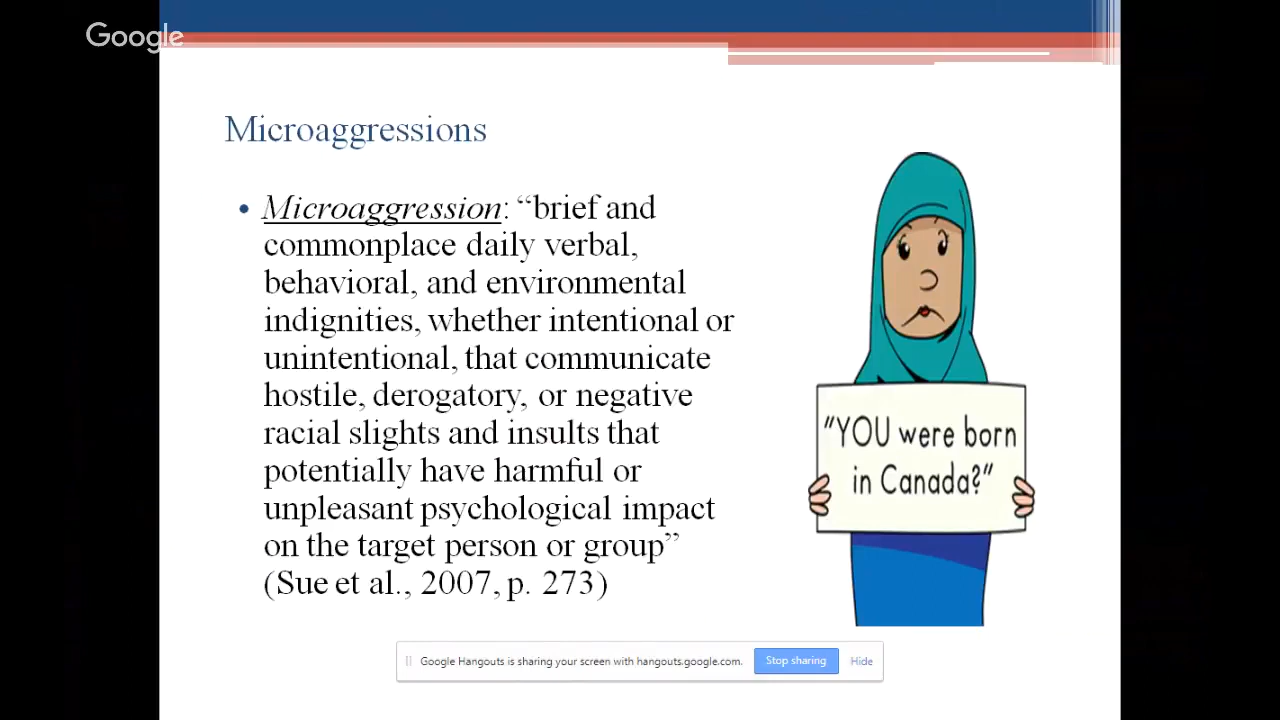 Google
Microaggressions
• Microaggression: “brief and
commonplace daily verbal,
behavioral, and environmental
indignities, whether intentional or
unintentional, that communicate
hostile, derogatory, or negative
racial slights and insults that
potentially have harmful or
unpleasant psychological impact
on the target person or group”
(Sue et al., 2007, p. 273)
“YOU were born
in Canada?”
Google Hangouts is sharing your screen with hangouts.google.com. Stop sharing Hide